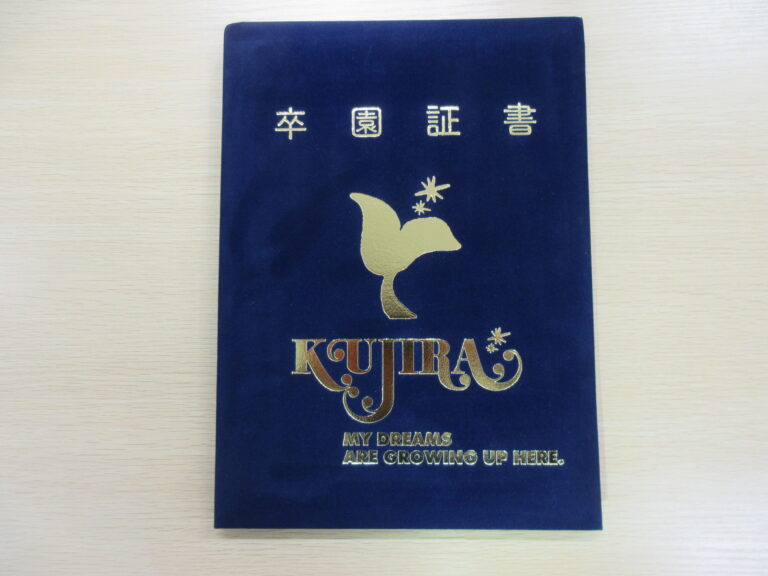 卒園証書
KUJIRA
MY DREAMS
ARE GROWING UP HERE.